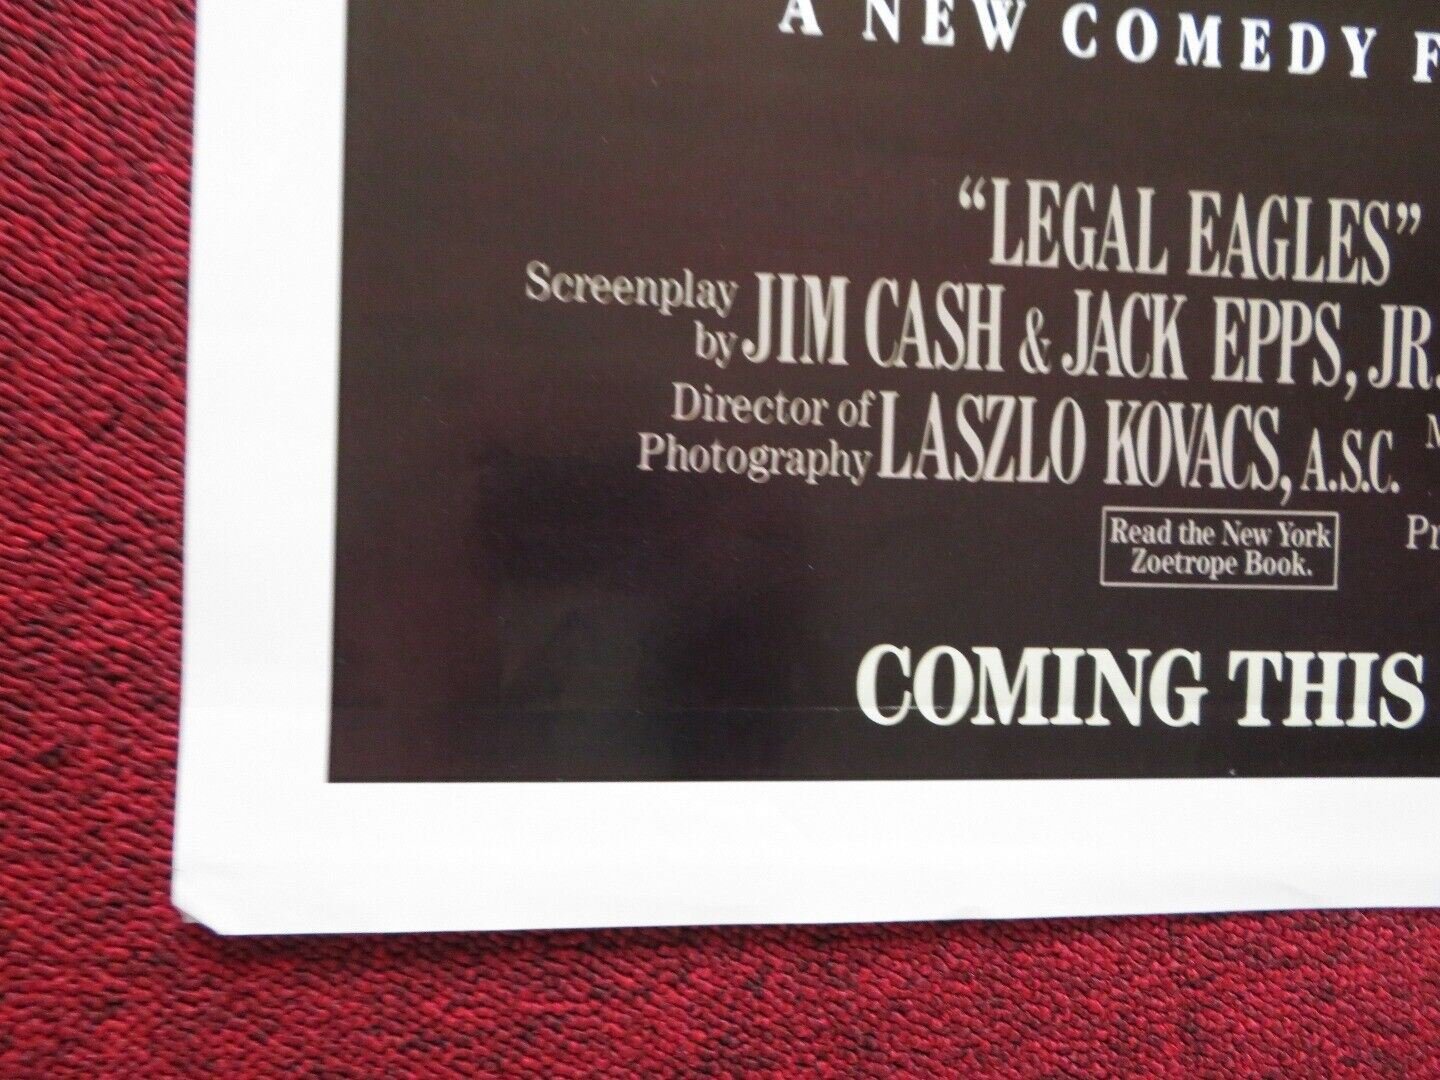 A NEW COMEDY F
“LEGAL EAGLES”
Screenplay
by JIM CASH & JACK EPPS, JR.
Director of
Photography LASZLO KOVACS, A.S.C.
Read the New York
Zoetrope Book.
Pr
COMING THIS